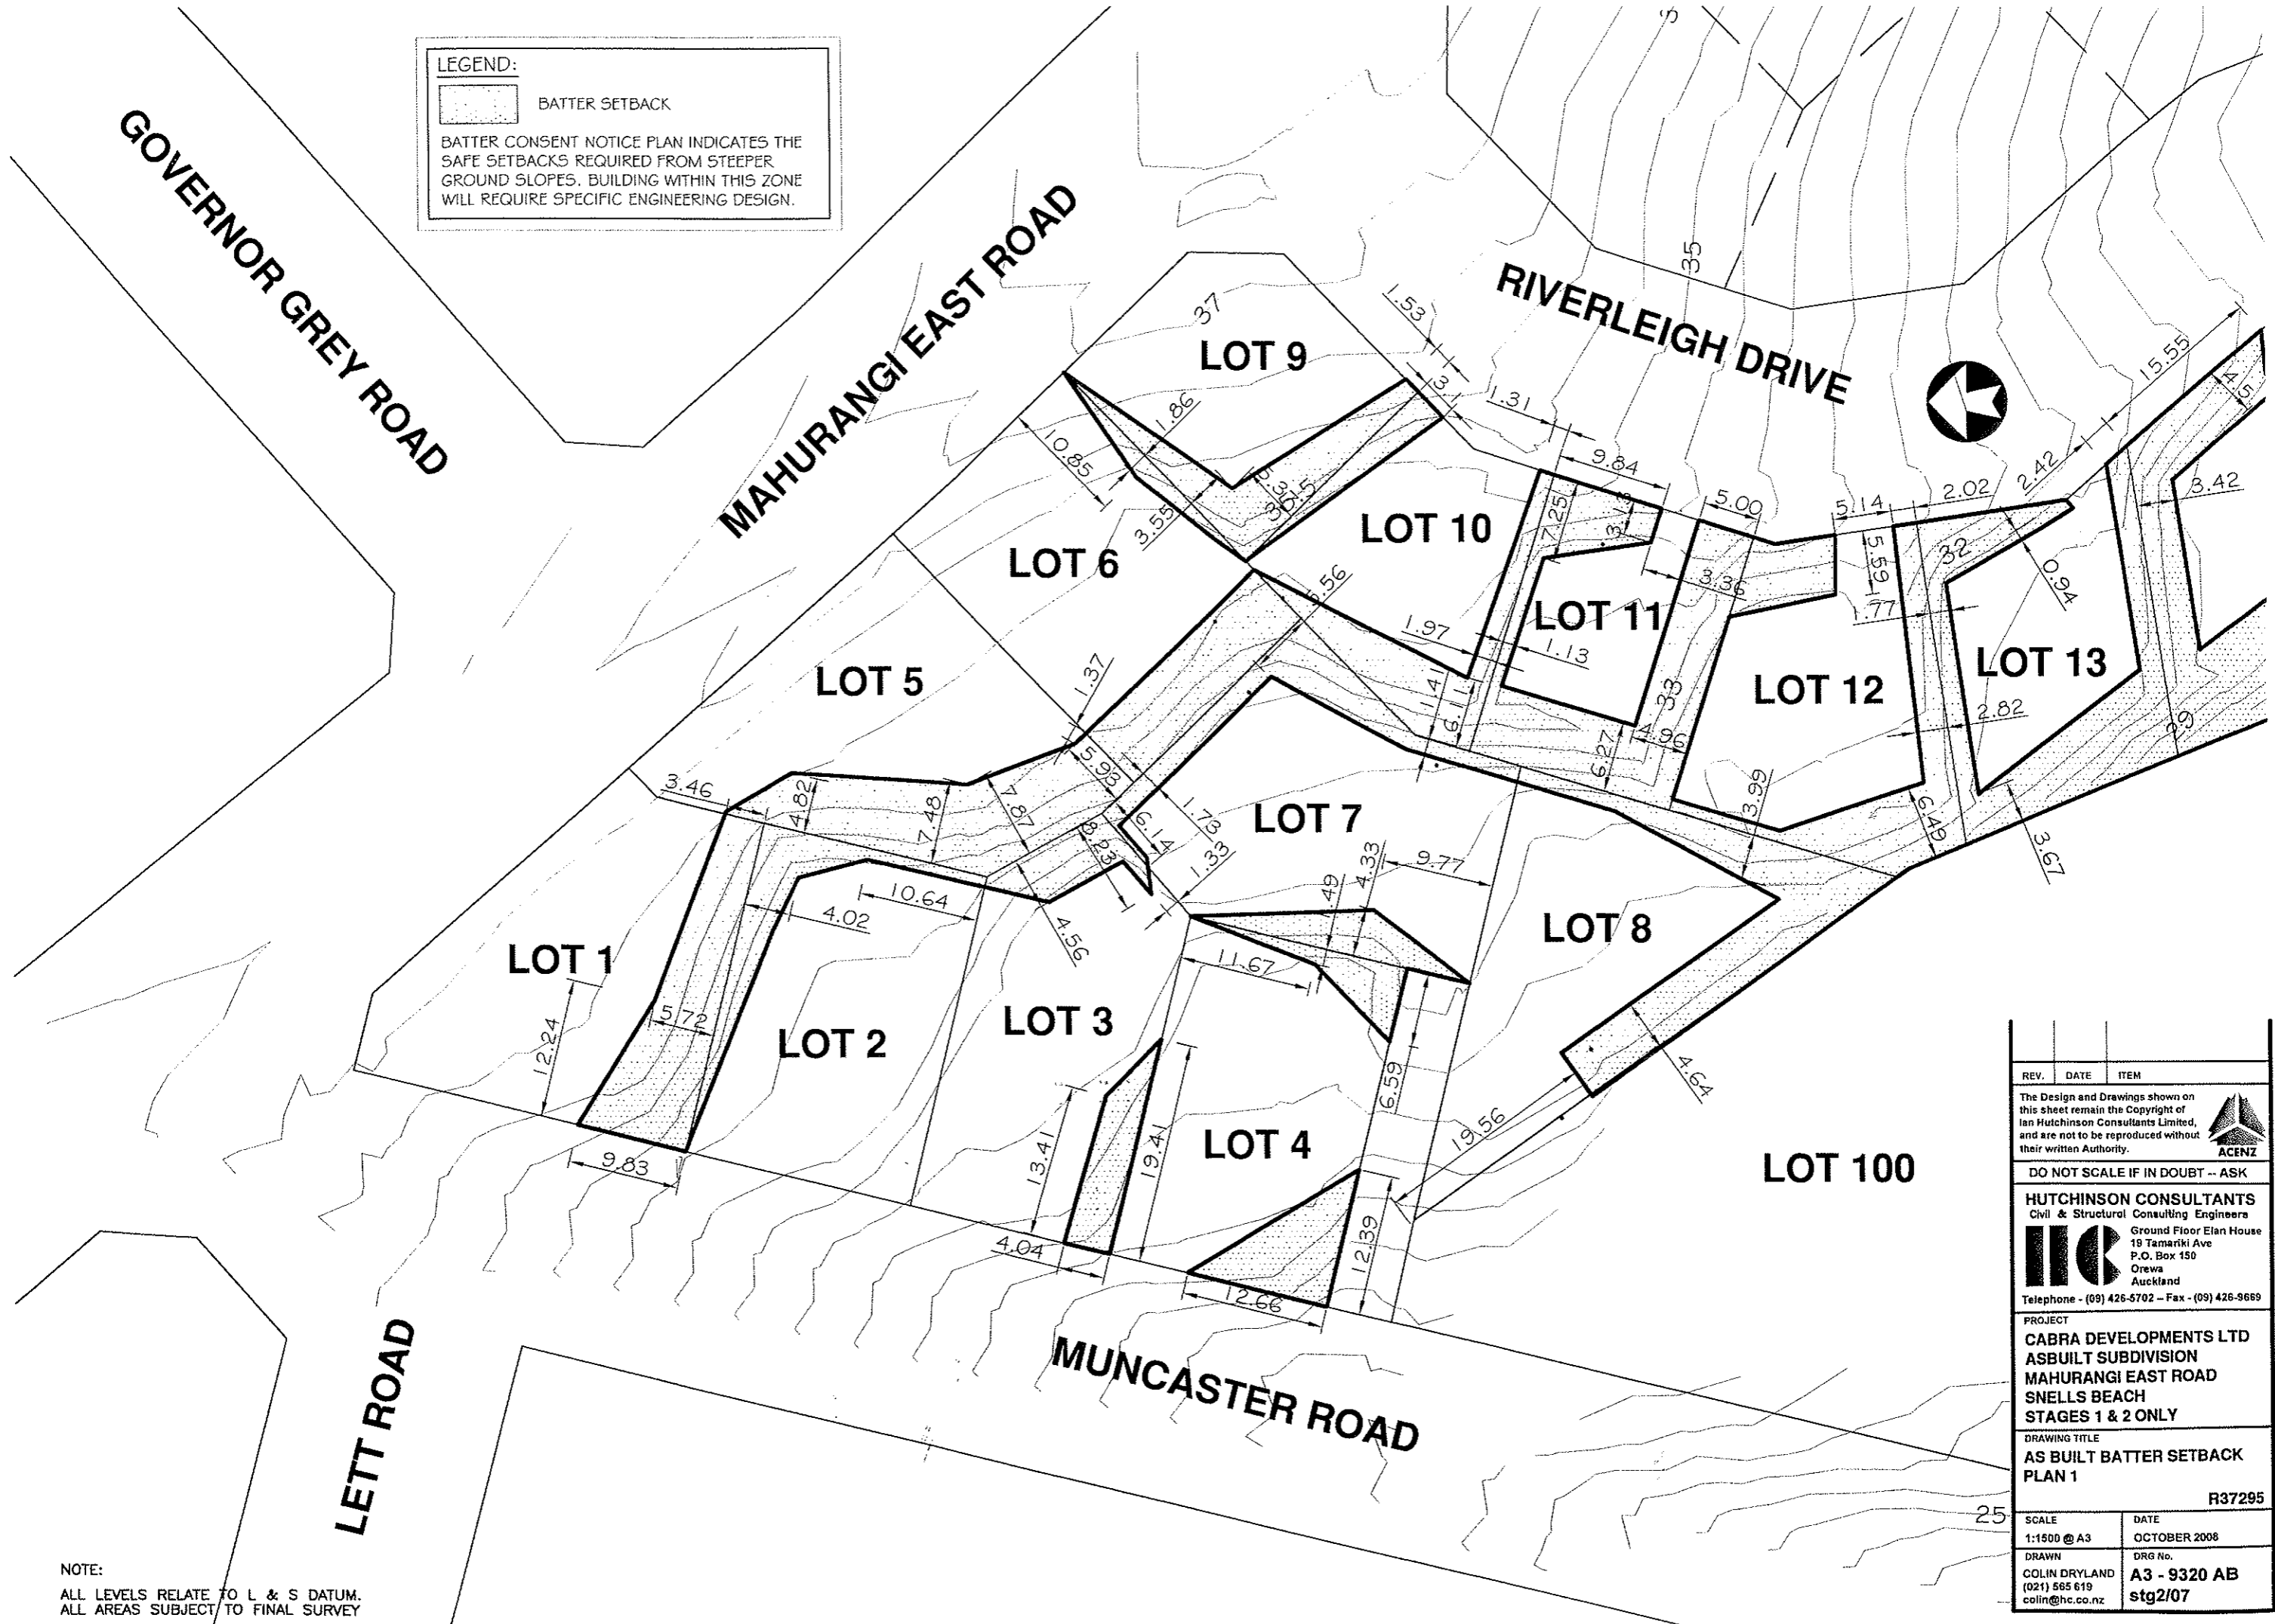 LEGEND:
BATTER SETBACK
BATTER CONSENT NOTICE PLAN INDICATES THE
SAFE SETBACKS REQUIRED FROM STEEPER
GROUND SLOPES. BUILDING WITHIN THIS ZONE
WILL REQUIRE SPECIFIC ENGINEERING DESIGN.
GOVERNOR GREY ROAD
MAHURANGI EAST ROAD
RIVERLEIGH DRIVE
35
37
LOT 9
1.53
3
1.31
9.84
15.55
4.5
1.86
10.85
3.55
7.25
5.00
5.14
2.02
2.42
3.42
LOT 10
LOT 6
5.56
3.36
5.59
32
0.94
1.77
LOT 11
1.97
1.13
LOT 5
1.37
LOT 12
LOT 13
33
6.11
6.27
4.96
2.82
29
3.46
4.82
7.48
7.87
5.93
6.14
1.73
1.33
LOT 7
3.99
6.49
3.67
4.33
9.77
10.64
4.02
4.56
LOT 1
LOT 8
11.67
5.72
12.24
LOT 2
LOT 3
6.59
4.64
LOT 4
13.41
19.41
19.56
LOT 100
9.83
4.04
12.66
12.39
MUNCASTER ROAD
LETT ROAD
25
NOTE:
ALL LEVELS RELATE TO L & S DATUM.
ALL AREAS SUBJECT TO FINAL SURVEY
REV. DATE ITEM
The Design and Drawings shown on
this sheet remain the Copyright of
Ian Hutchinson Consultants Limited,
and are not to be reproduced without
their written Authority.
ACENZ
DO NOT SCALE IF IN DOUBT -- ASK
HUTCHINSON CONSULTANTS
Civil & Structural Consulting Engineers
Ground Floor Elan House
19 Tamariki Ave
P.O. Box 150
Orewa
Auckland
Telephone - (09) 426-5702 – Fax - (09) 426-9669
PROJECT
CABRA DEVELOPMENTS LTD
ASBUILT SUBDIVISION
MAHURANGI EAST ROAD
SNELLS BEACH
STAGES 1 & 2 ONLY
DRAWING TITLE
AS BUILT BATTER SETBACK
PLAN 1
R37295
SCALE
1:1500 @ A3
DATE
OCTOBER 2008
DRAWN
COLIN DRYLAND
(021) 565 619
colin@hc.co.nz
DRG No.
A3 - 9320 AB
stg2/07